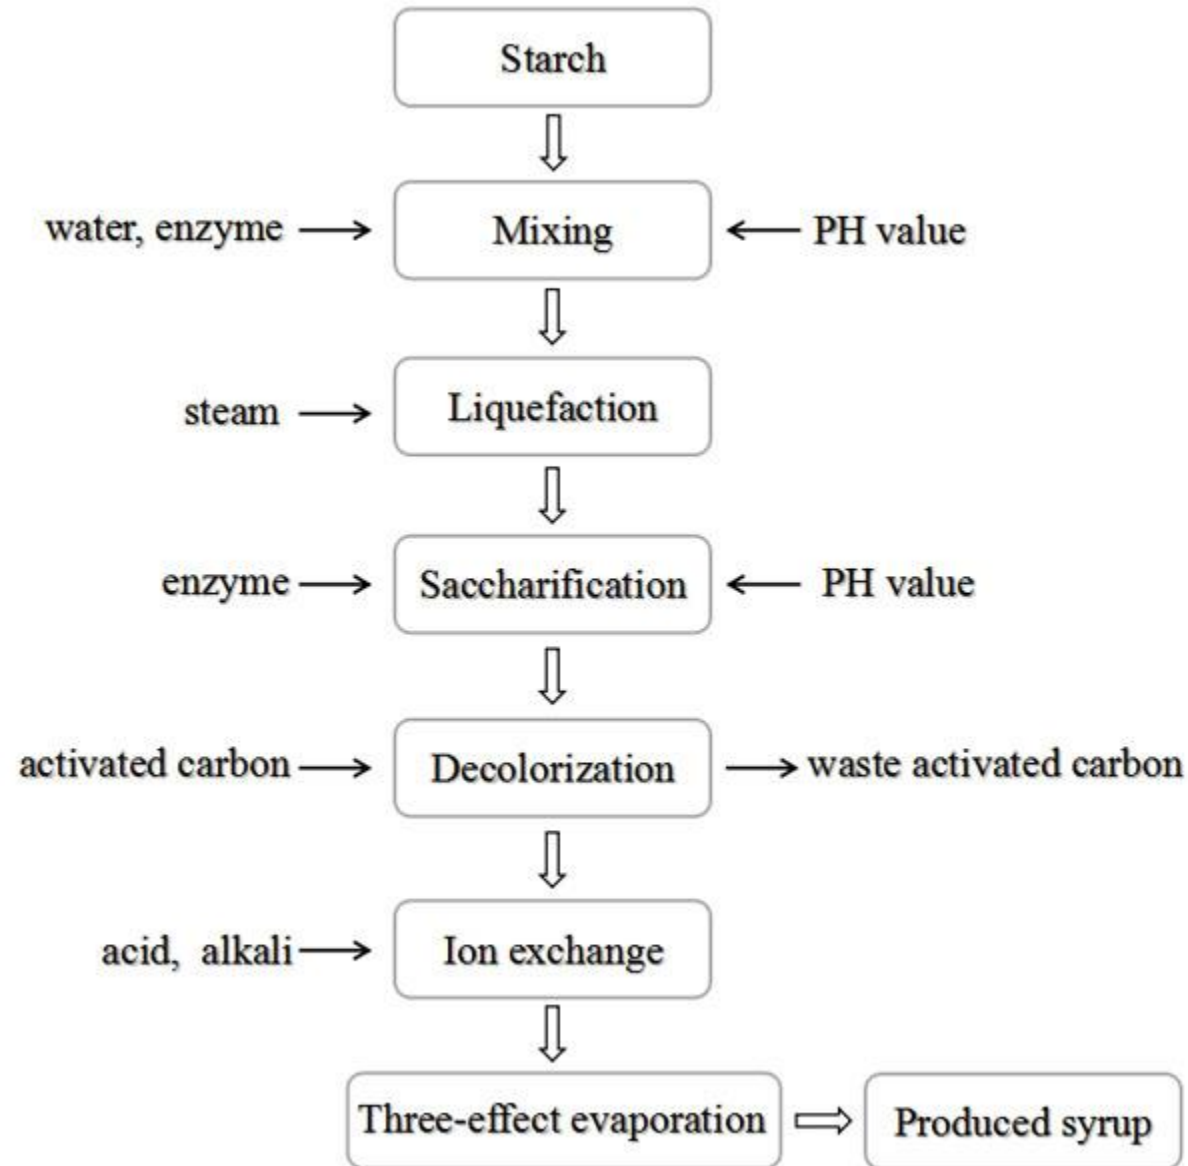 Starch
water, enzyme
Mixing
PH value
steam
Liquefaction
enzyme
Saccharification
PH value
activated carbon
Decolorization
waste activated carbon
acid, alkali
Ion exchange
Three-effect evaporation
Produced syrup